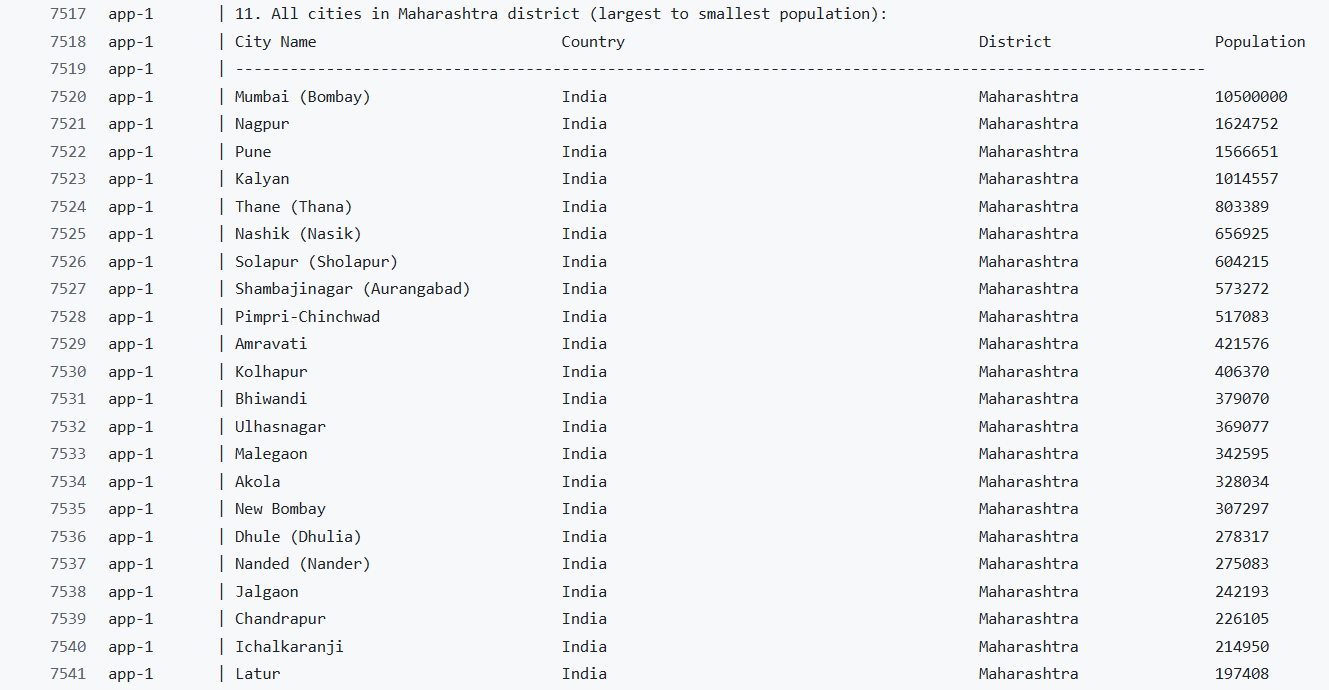 7517 app-1 | 11. All cities in Maharashtra district (largest to smallest population):
7518 app-1 | City Name Country District Population
7519 app-1 | -----------------------------------------------------------------------------------------------------------
7520 app-1 | Mumbai (Bombay) India Maharashtra 10500000
7521 app-1 | Nagpur India Maharashtra 1624752
7522 app-1 | Pune India Maharashtra 1566651
7523 app-1 | Kalyan India Maharashtra 1014557
7524 app-1 | Thane (Thana) India Maharashtra 803389
7525 app-1 | Nashik (Nasik) India Maharashtra 656925
7526 app-1 | Solapur (Sholapur) India Maharashtra 604215
7527 app-1 | Shambajinagar (Aurangabad) India Maharashtra 573272
7528 app-1 | Pimpri-Chinchwad India Maharashtra 517083
7529 app-1 | Amravati India Maharashtra 421576
7530 app-1 | Kolhapur India Maharashtra 406370
7531 app-1 | Bhiwandi India Maharashtra 379070
7532 app-1 | Ulhasnagar India Maharashtra 369077
7533 app-1 | Malegaon India Maharashtra 342595
7534 app-1 | Akola India Maharashtra 328034
7535 app-1 | New Bombay India Maharashtra 307297
7536 app-1 | Dhule (Dhulia) India Maharashtra 278317
7537 app-1 | Nanded (Nander) India Maharashtra 275083
7538 app-1 | Jalgaon India Maharashtra 242193
7539 app-1 | Chandrapur India Maharashtra 226105
7540 app-1 | Ichalkaranji India Maharashtra 214950
7541 app-1 | Latur India Maharashtra 197408